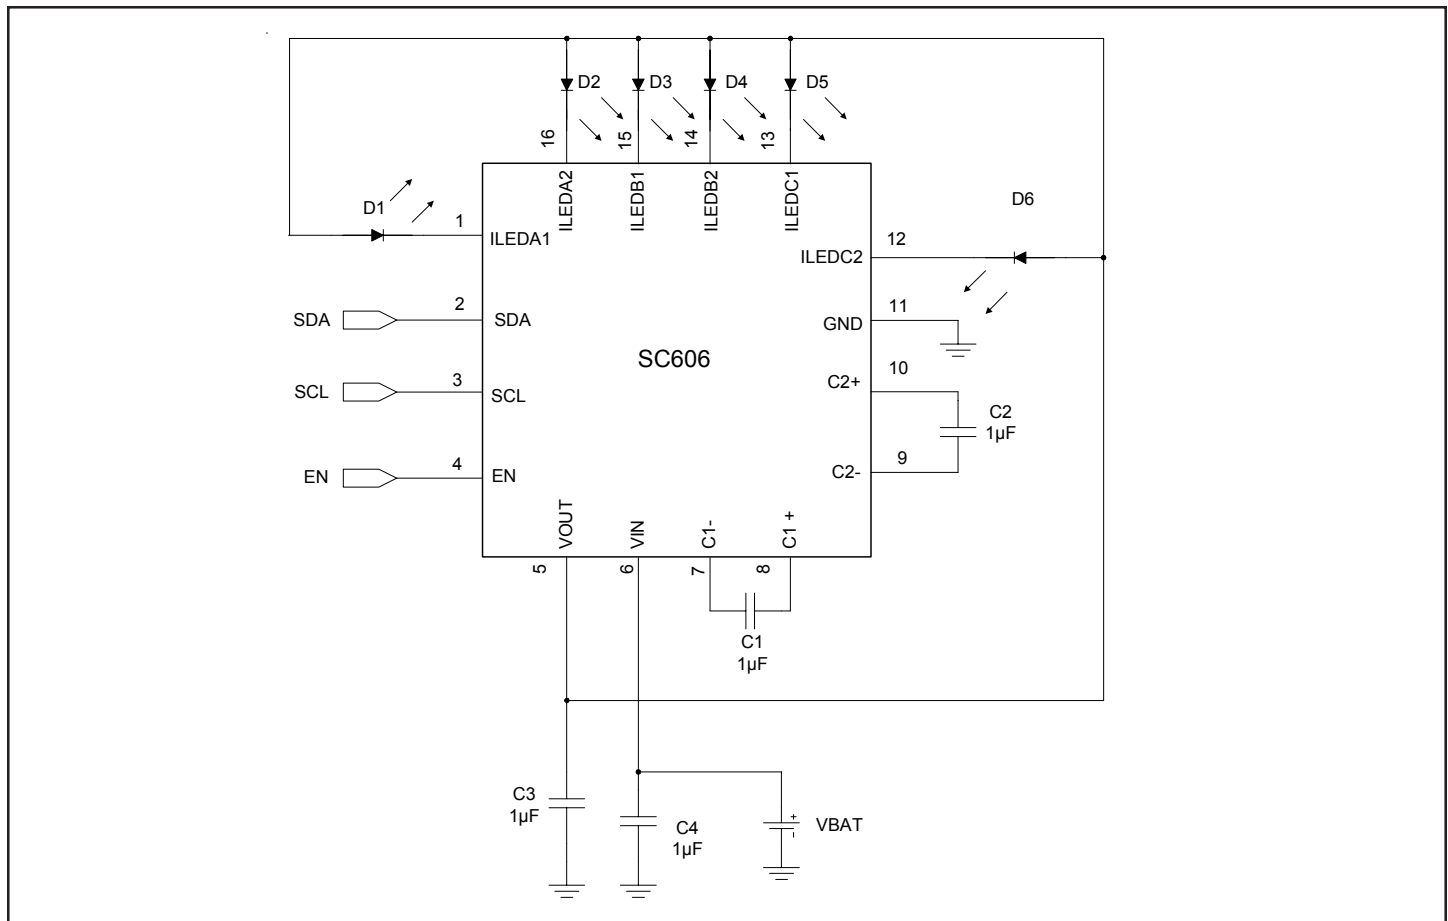 D2
D3
D4
D5
16
15
14
13
ILEDA2
ILEDB1
ILEDB2
ILEDC1
D1
D6
1
ILEDA1
12
ILEDC2
SDA
2
SDA
11
GND
SC606
SCL
3
SCL
10
C2+
C2
1µF
EN
4
EN
9
C2-
VOUT
VIN
C1-
C1 +
5
6
7
8
C1
1µF
C3
1µF
C4
1µF
+
-
VBAT